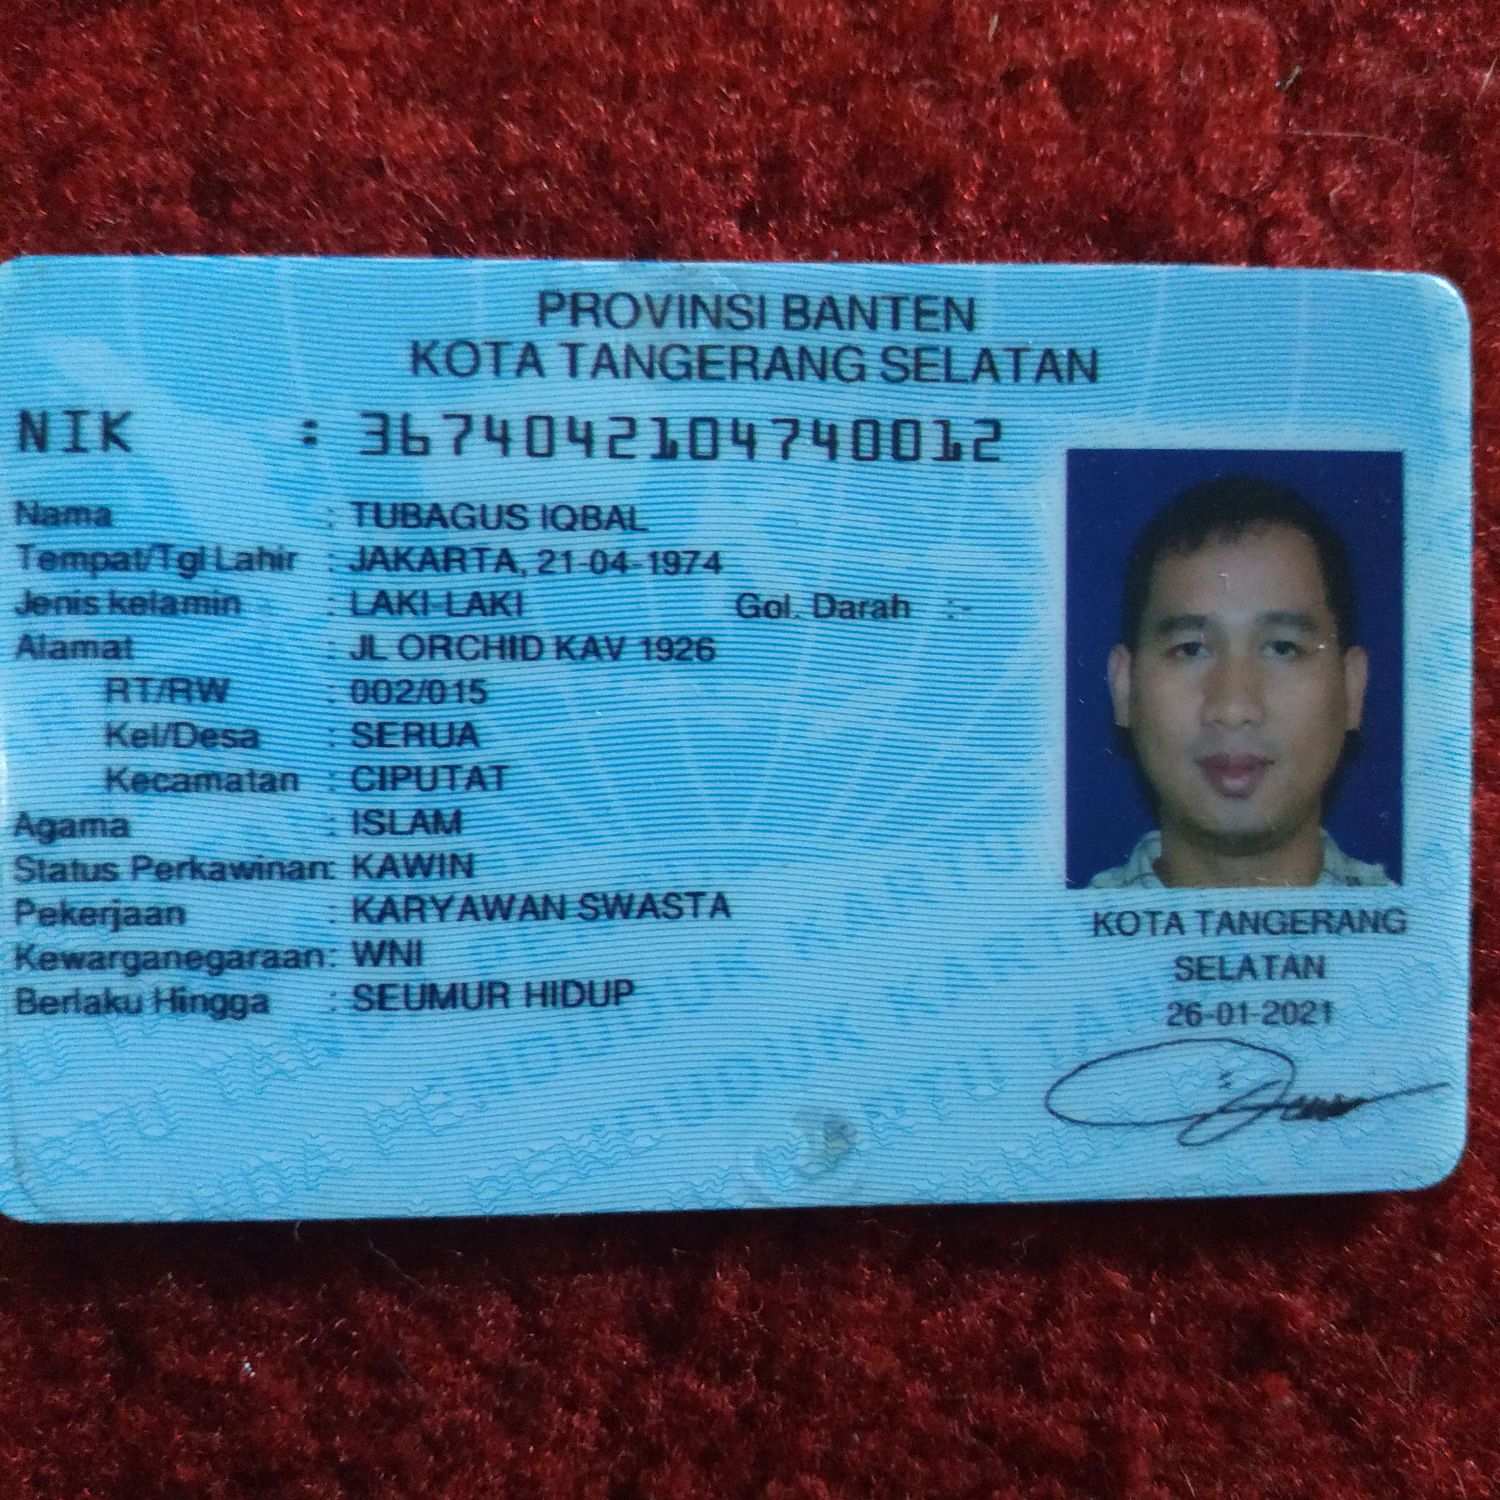 PROVINSI BANTEN
KOTA TANGERANG SELATAN
NIK : 3674042104740012
Nama : TUBAGUS IQBAL
Tempat/Tgl Lahir : JAKARTA, 21-04-1974
Jenis kelamin : LAKI-LAKI Gol. Darah :-
Alamat : JL ORCHID KAV 1926
RT/RW : 002/015
Kel/Desa : SERUA
Kecamatan : CIPUTAT
Agama : ISLAM
Status Perkawinan: KAWIN
Pekerjaan : KARYAWAN SWASTA
Kewarganegaraan: WNI
Berlaku Hingga : SEUMUR HIDUP
KOTA TANGERANG
SELATAN
26-01-2021